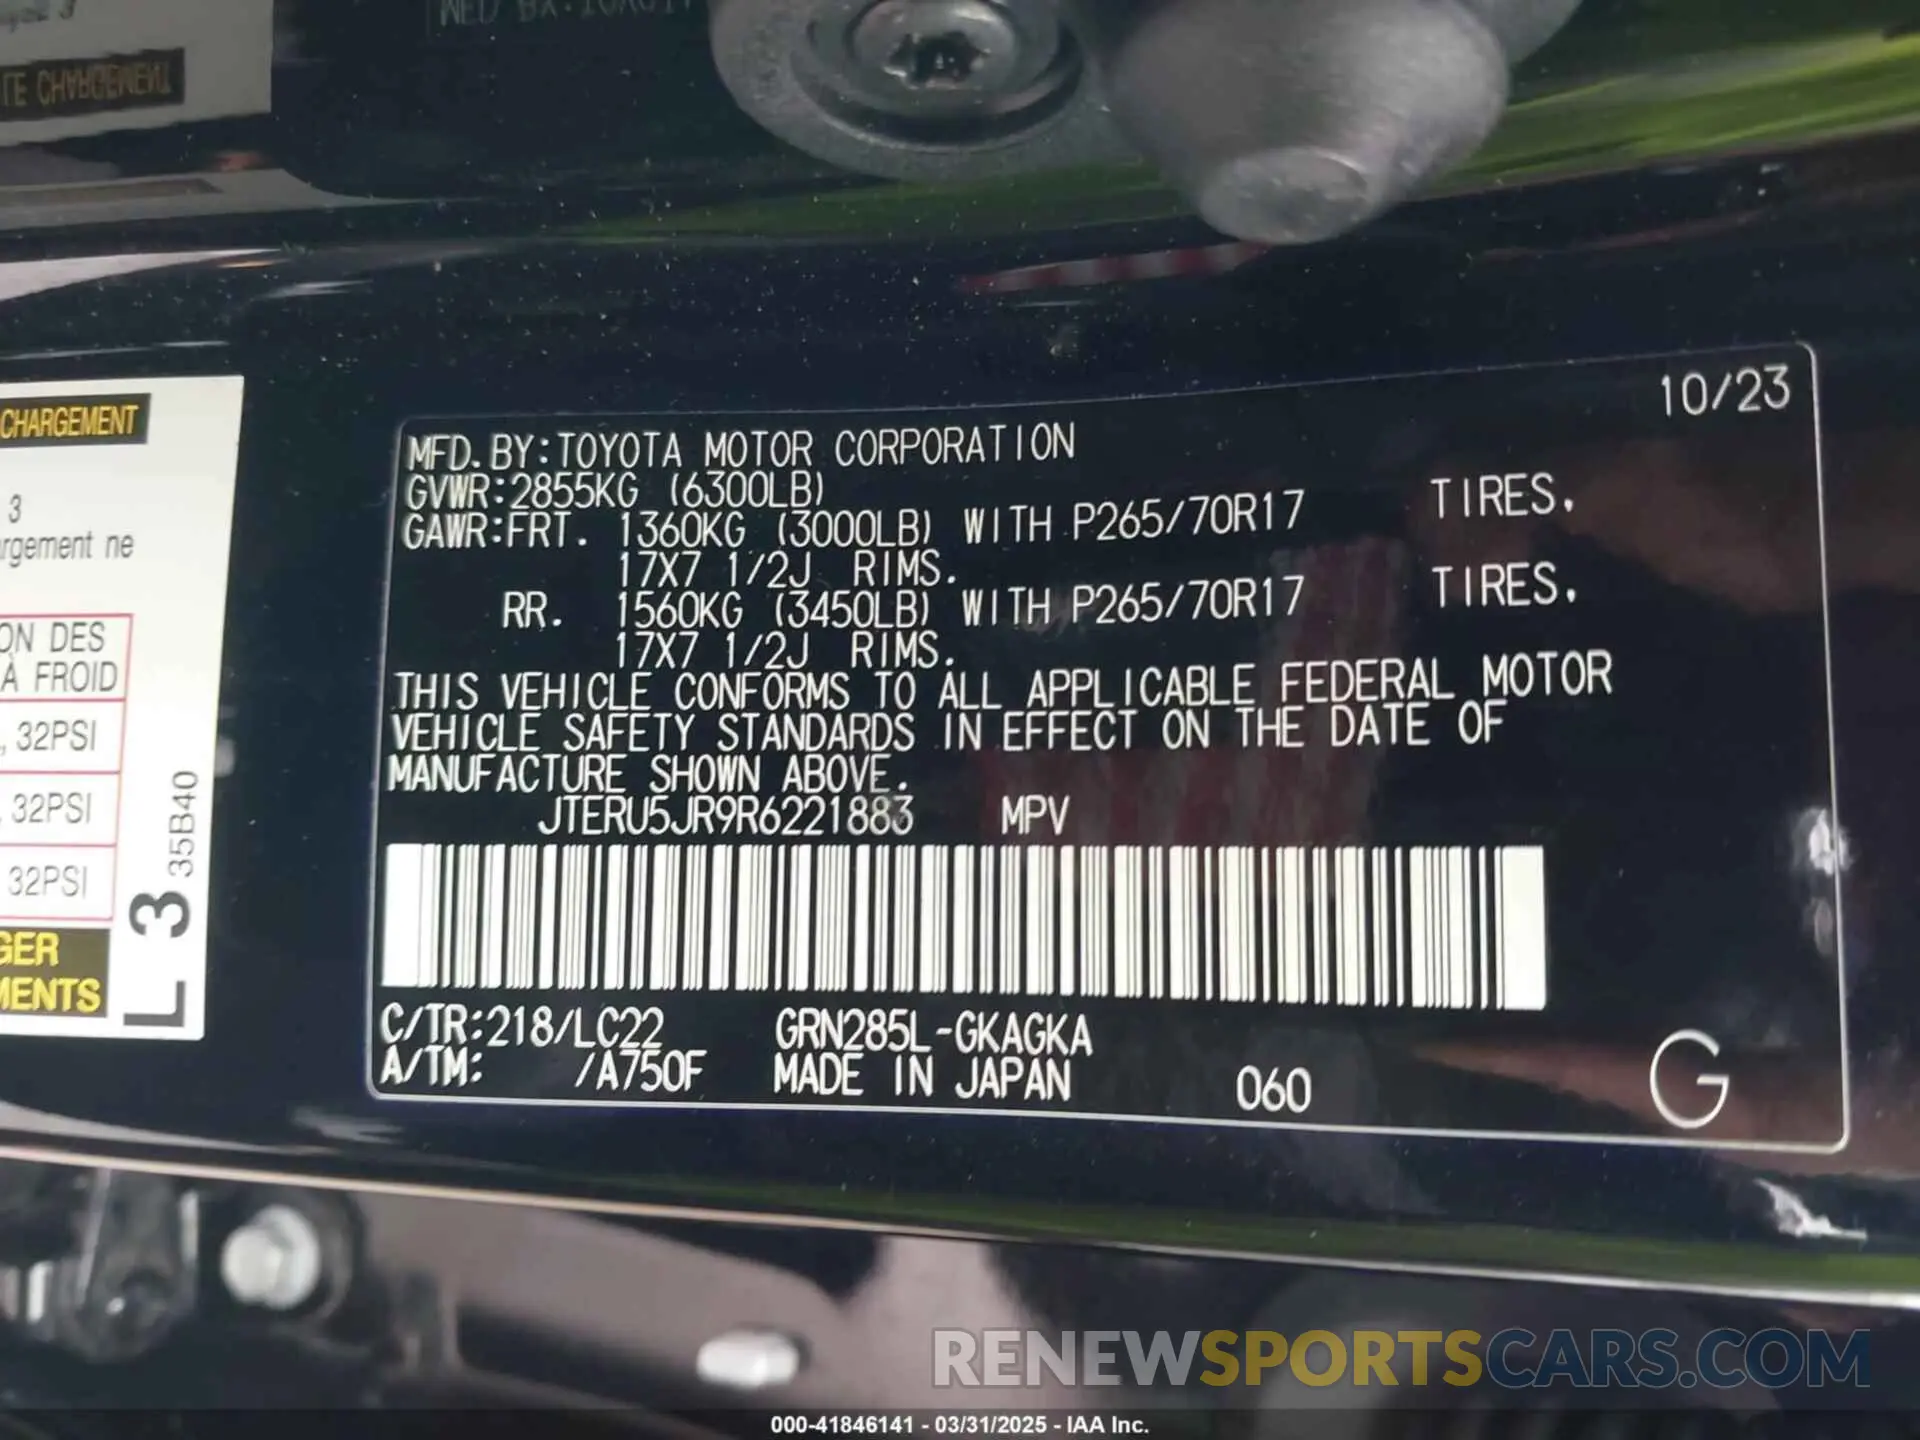 CHARGEMENT
3
rgement ne
ON DES
À FROID
, 32PSI
, 32PSI
32PSI
GER
MENTS
L 3 35B40
10/23
MFD.BY:TOYOTA MOTOR CORPORATION
GVWR:2855KG (6300LB)
GAWR:FRT. 1360KG (3000LB) WITH P265/70R17 TIRES.
17X7 1/2J RIMS.
RR. 1560KG (3450LB) WITH P265/70R17 TIRES.
17X7 1/2J RIMS.
THIS VEHICLE CONFORMS TO ALL APPLICABLE FEDERAL MOTOR
VEHICLE SAFETY STANDARDS IN EFFECT ON THE DATE OF
MANUFACTURE SHOWN ABOVE.
JTERU5JR9R6221883 MPV
C/TR:218/LC22 GRN285L-GKAGKA
A/TM: /A750F MADE IN JAPAN 060
G
RENEWSPORTSCARS.COM
000-41846141 - 03/31/2025 - IAA Inc.